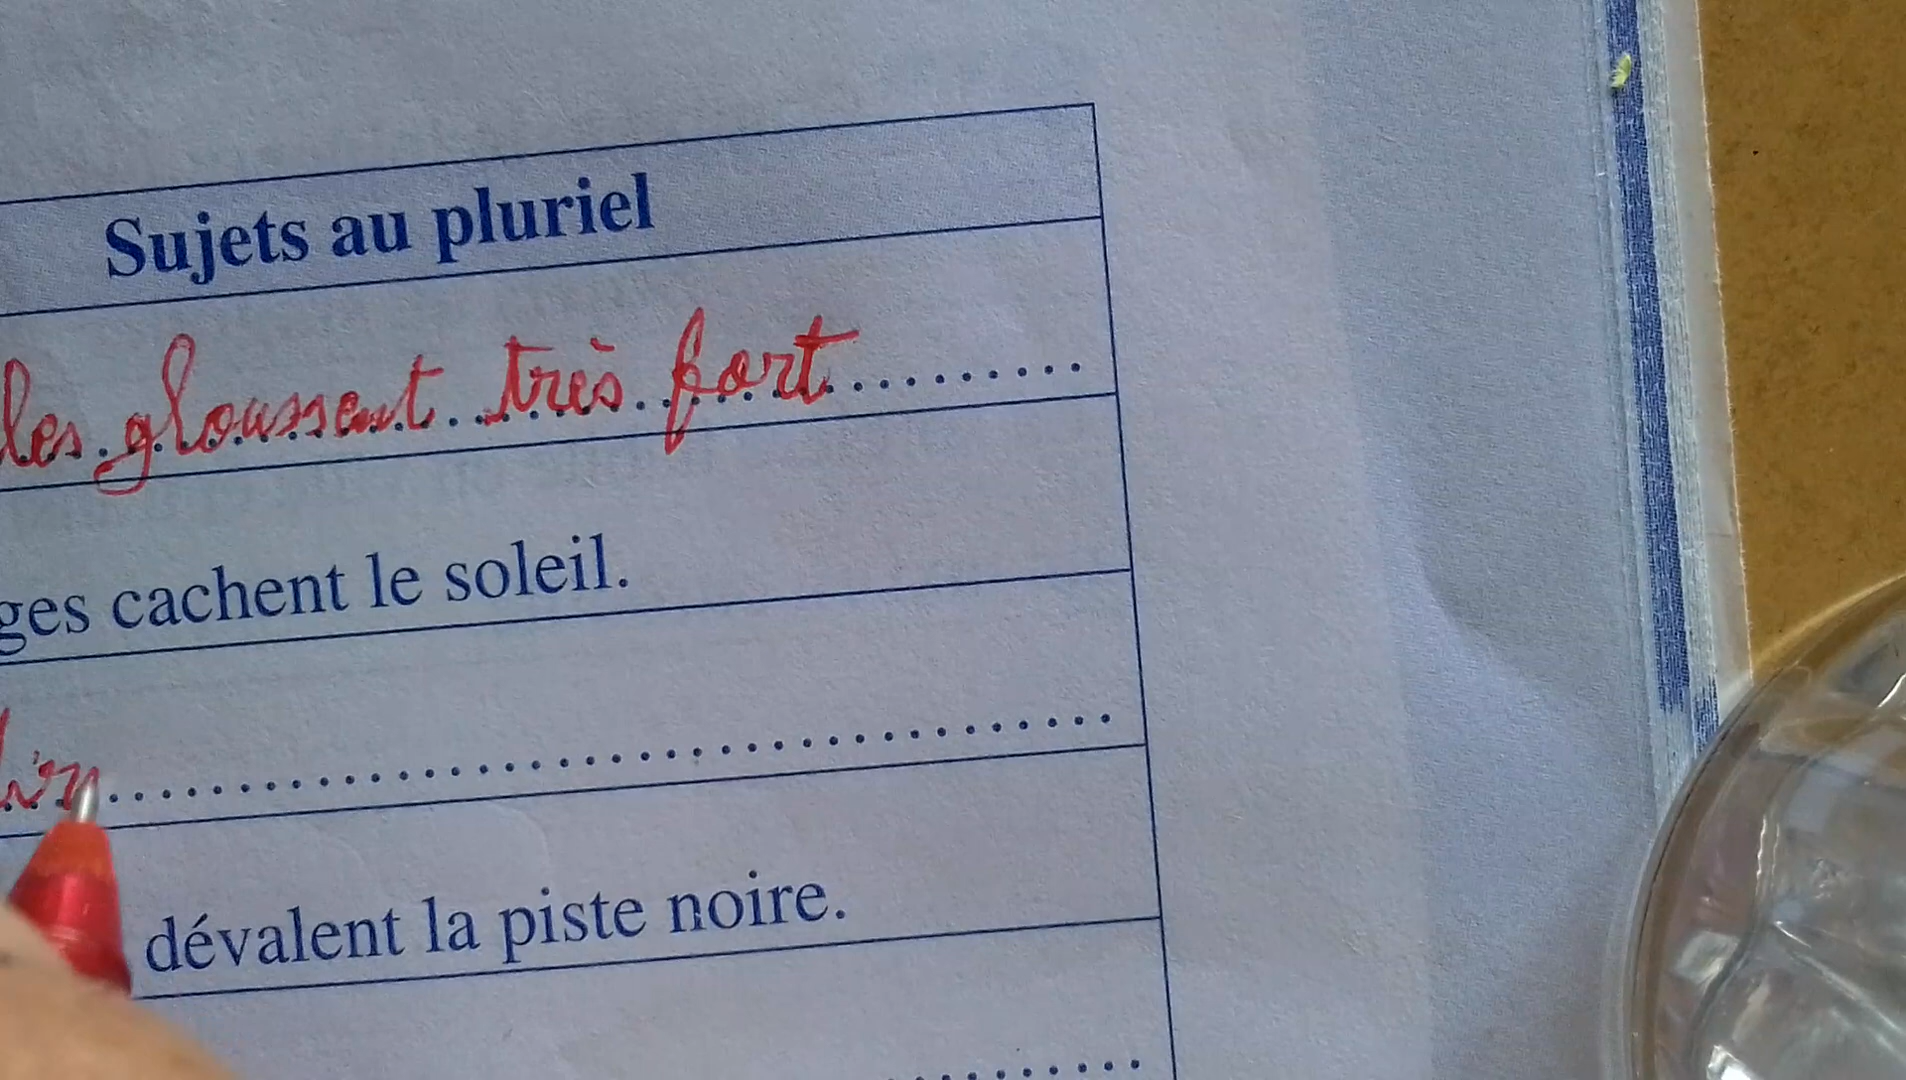 Sujets au pluriel
les gloussent très fort
ges cachent le soleil.
dévalent la piste noire.